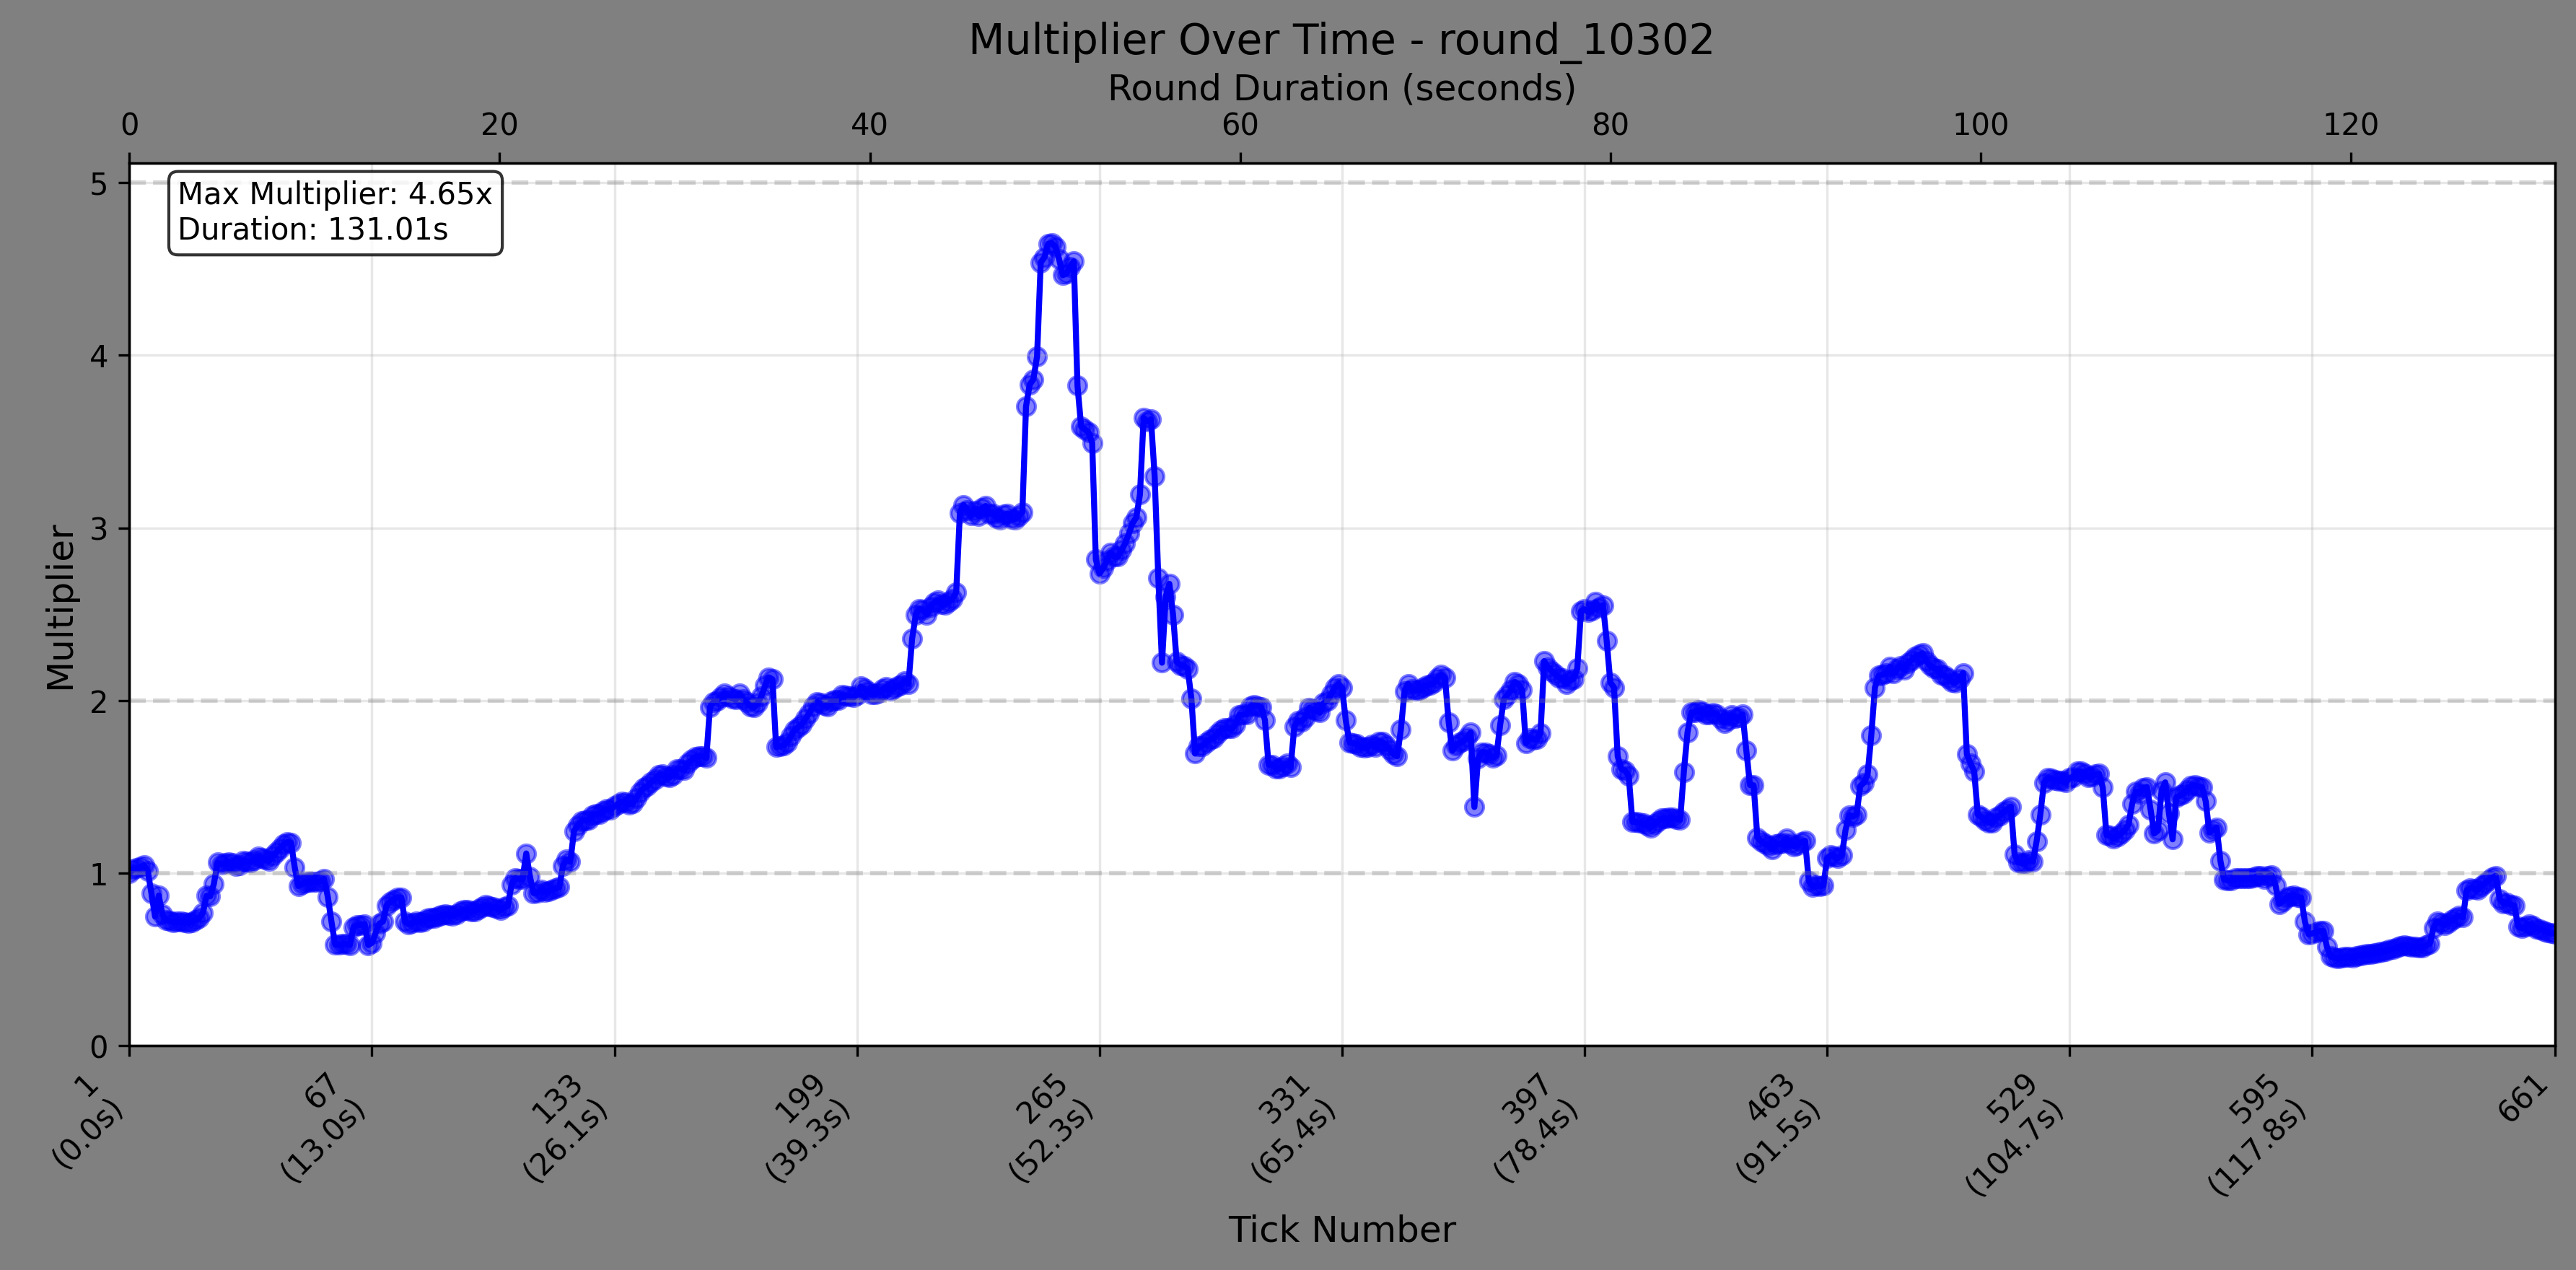 Multiplier Over Time - round_10302
Round Duration (seconds)
0 20 40 60 80 100 120
Max Multiplier: 4.65x
Duration: 131.01s
5
4
3
2
1
0
Multiplier
1
(0.0s)
67
(13.0s)
133
(26.1s)
199
(39.3s)
265
(52.3s)
331
(65.4s)
397
(78.4s)
463
(91.5s)
529
(104.7s)
595
(117.8s)
661
Tick Number